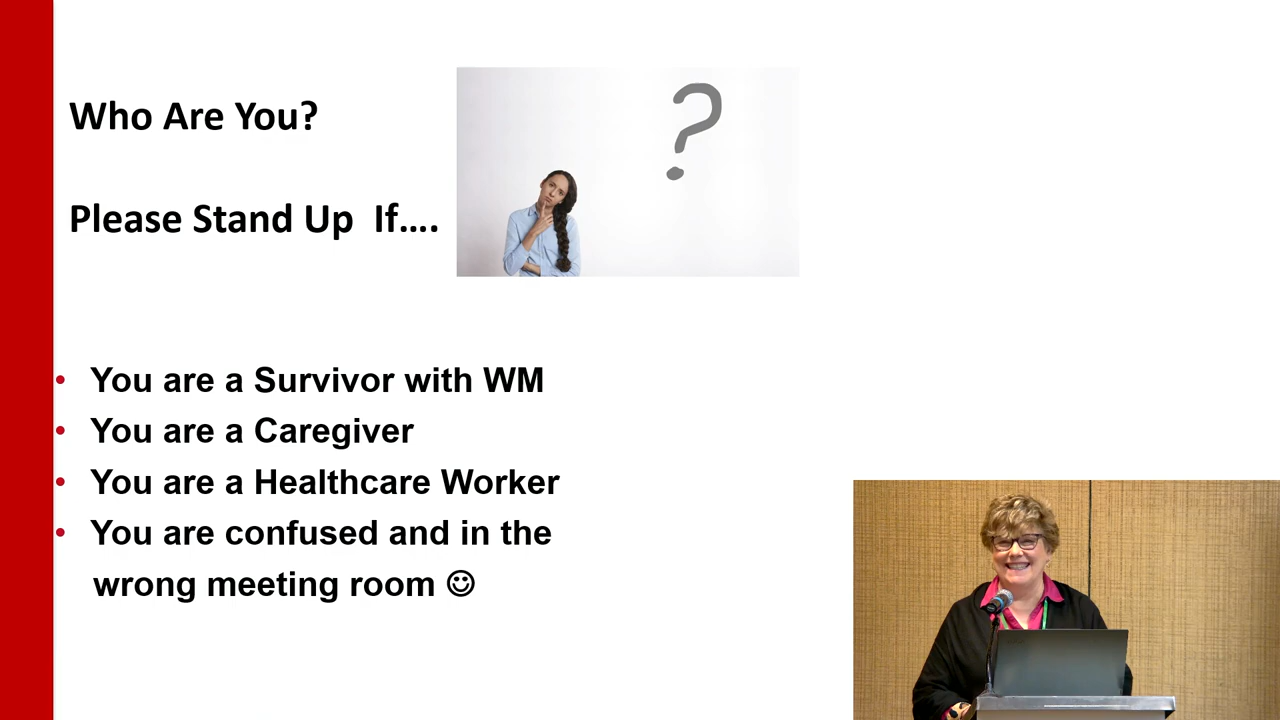 Who Are You?
Please Stand Up  If....
• You are a Survivor with WM
• You are a Caregiver
• You are a Healthcare Worker
• You are confused and in the
wrong meeting room ☺
?